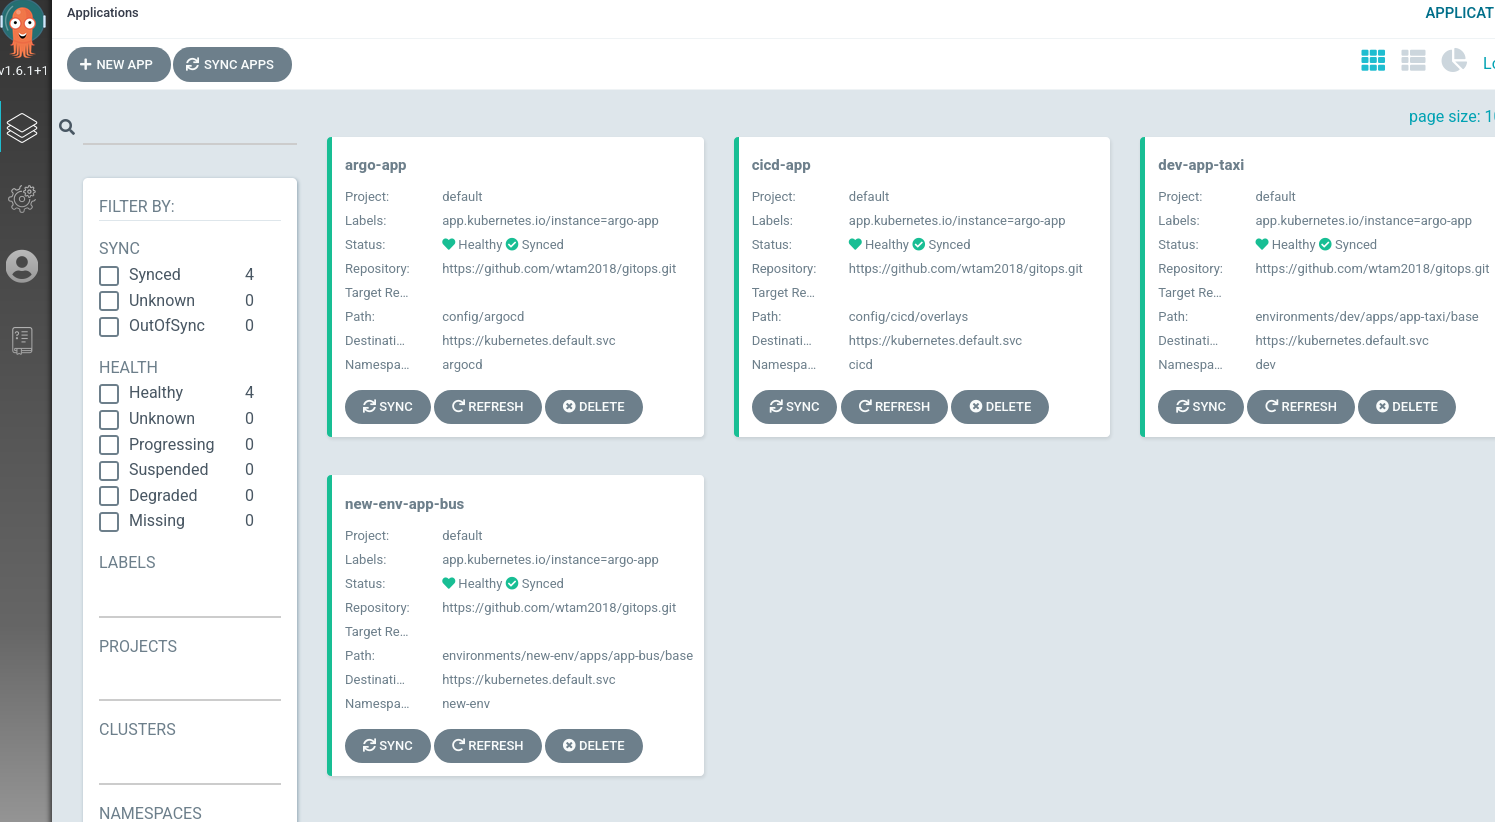 Applications
APPLICAT
v1.6.1+1
NEW APP
SYNC APPS
page size:
FILTER BY:
SYNC
Synced 4
Unknown 0
OutOfSync 0
HEALTH
Healthy 4
Unknown 0
Progressing 0
Suspended 0
Degraded 0
Missing 0
LABELS
PROJECTS
CLUSTERS
NAMESPACES
argo-app
Project: default
Labels: app.kubernetes.io/instance=argo-app
Status: Healthy Synced
Repository: https://github.com/wtam2018/gitops.git
Target Re...
Path: config/argocd
Destinati... https://kubernetes.default.svc
Namespa... argocd
SYNC REFRESH DELETE
cicd-app
Project: default
Labels: app.kubernetes.io/instance=argo-app
Status: Healthy Synced
Repository: https://github.com/wtam2018/gitops.git
Target Re...
Path: config/cicd/overlays
Destinati... https://kubernetes.default.svc
Namespa... cicd
SYNC REFRESH DELETE
dev-app-taxi
Project: default
Labels: app.kubernetes.io/instance=argo-app
Status: Healthy Synced
Repository: https://github.com/wtam2018/gitops.git
Target Re...
Path: environments/dev/apps/app-taxi/base
Destinati... https://kubernetes.default.svc
Namespa... dev
SYNC REFRESH DELETE
new-env-app-bus
Project: default
Labels: app.kubernetes.io/instance=argo-app
Status: Healthy Synced
Repository: https://github.com/wtam2018/gitops.git
Target Re...
Path: environments/new-env/apps/app-bus/base
Destinati... https://kubernetes.default.svc
Namespa... new-env
SYNC REFRESH DELETE